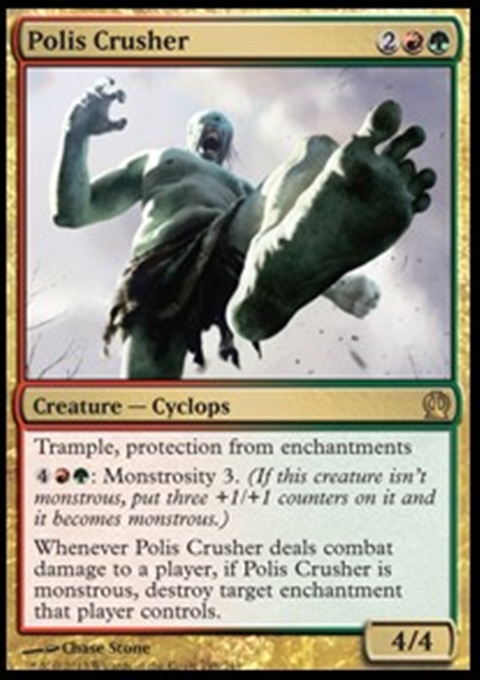 Polis Crusher 2
Creature — Cyclops
Trample, protection from enchantments
4 : Monstrosity 3. (If this creature isn't
monstrous, put three +1/+1 counters on it and
it becomes monstrous.)
Whenever Polis Crusher deals combat
damage to a player, if Polis Crusher is
monstrous, destroy target enchantment
that player controls.
Chase Stone
4/4